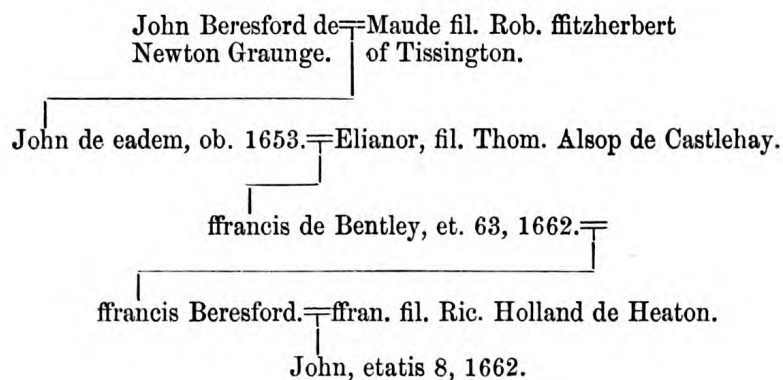 John Beresford de Maude fil. Rob. ffitzherbert
Newton Graunge. of Tissington.
John de eadem, ob. 1653. Elianor, fil. Thom. Alsop de Castlehay.
ffrancis de Bentley, et. 63, 1662.
ffrancis Beresford. ffran. fil. Ric. Holland de Heaton.
John, etatis 8, 1662.